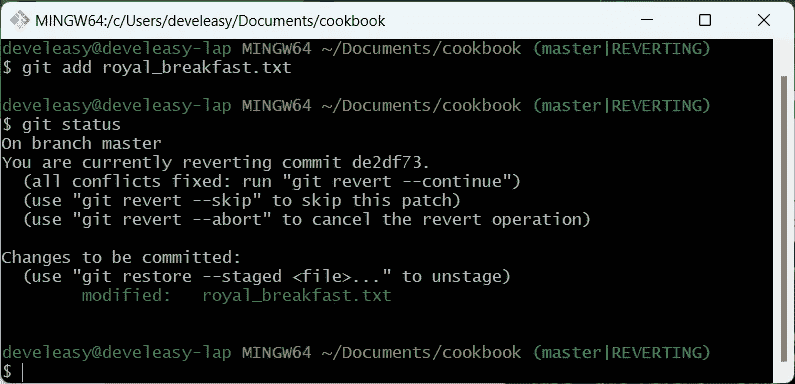 MINGW64:/c/Users/develeasy/Documents/cookbook
develeasy@develeasy-lap MINGW64 ~/Documents/cookbook (master|REVERTING)
$ git add royal_breakfast.txt
develeasy@develeasy-lap MINGW64 ~/Documents/cookbook (master|REVERTING)
$ git status
On branch master
You are currently reverting commit de2df73.
  (all conflicts fixed: run "git revert --continue")
  (use "git revert --skip" to skip this patch)
  (use "git revert --abort" to cancel the revert operation)
Changes to be committed:
  (use "git restore --staged <file>..." to unstage)
        modified:   royal_breakfast.txt
develeasy@develeasy-lap MINGW64 ~/Documents/cookbook (master|REVERTING)
$